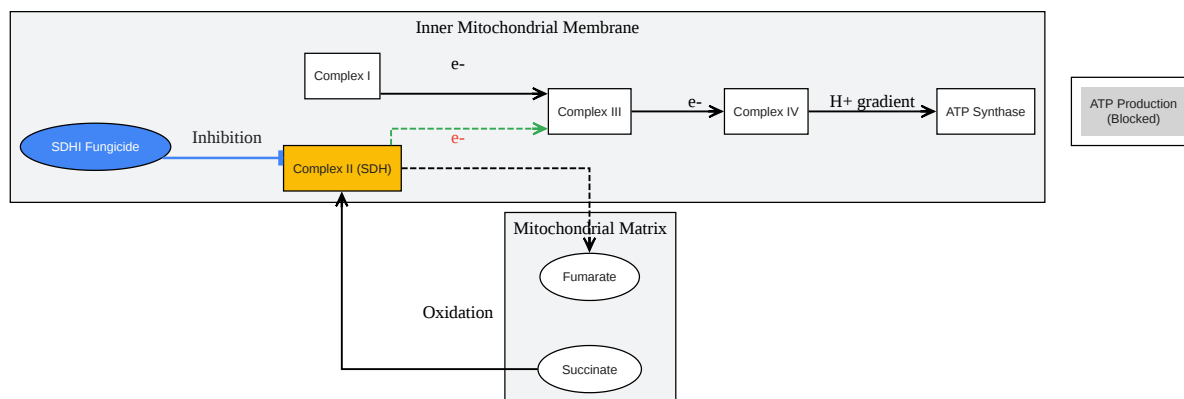 Inner Mitochondrial Membrane
Complex I
e-
Complex III
e-
Complex IV
H+ gradient
ATP Synthase
ATP Production
(Blocked)
SDHI Fungicide
Inhibition
e-
Complex II (SDH)
Mitochondrial Matrix
Fumarate
Oxidation
Succinate